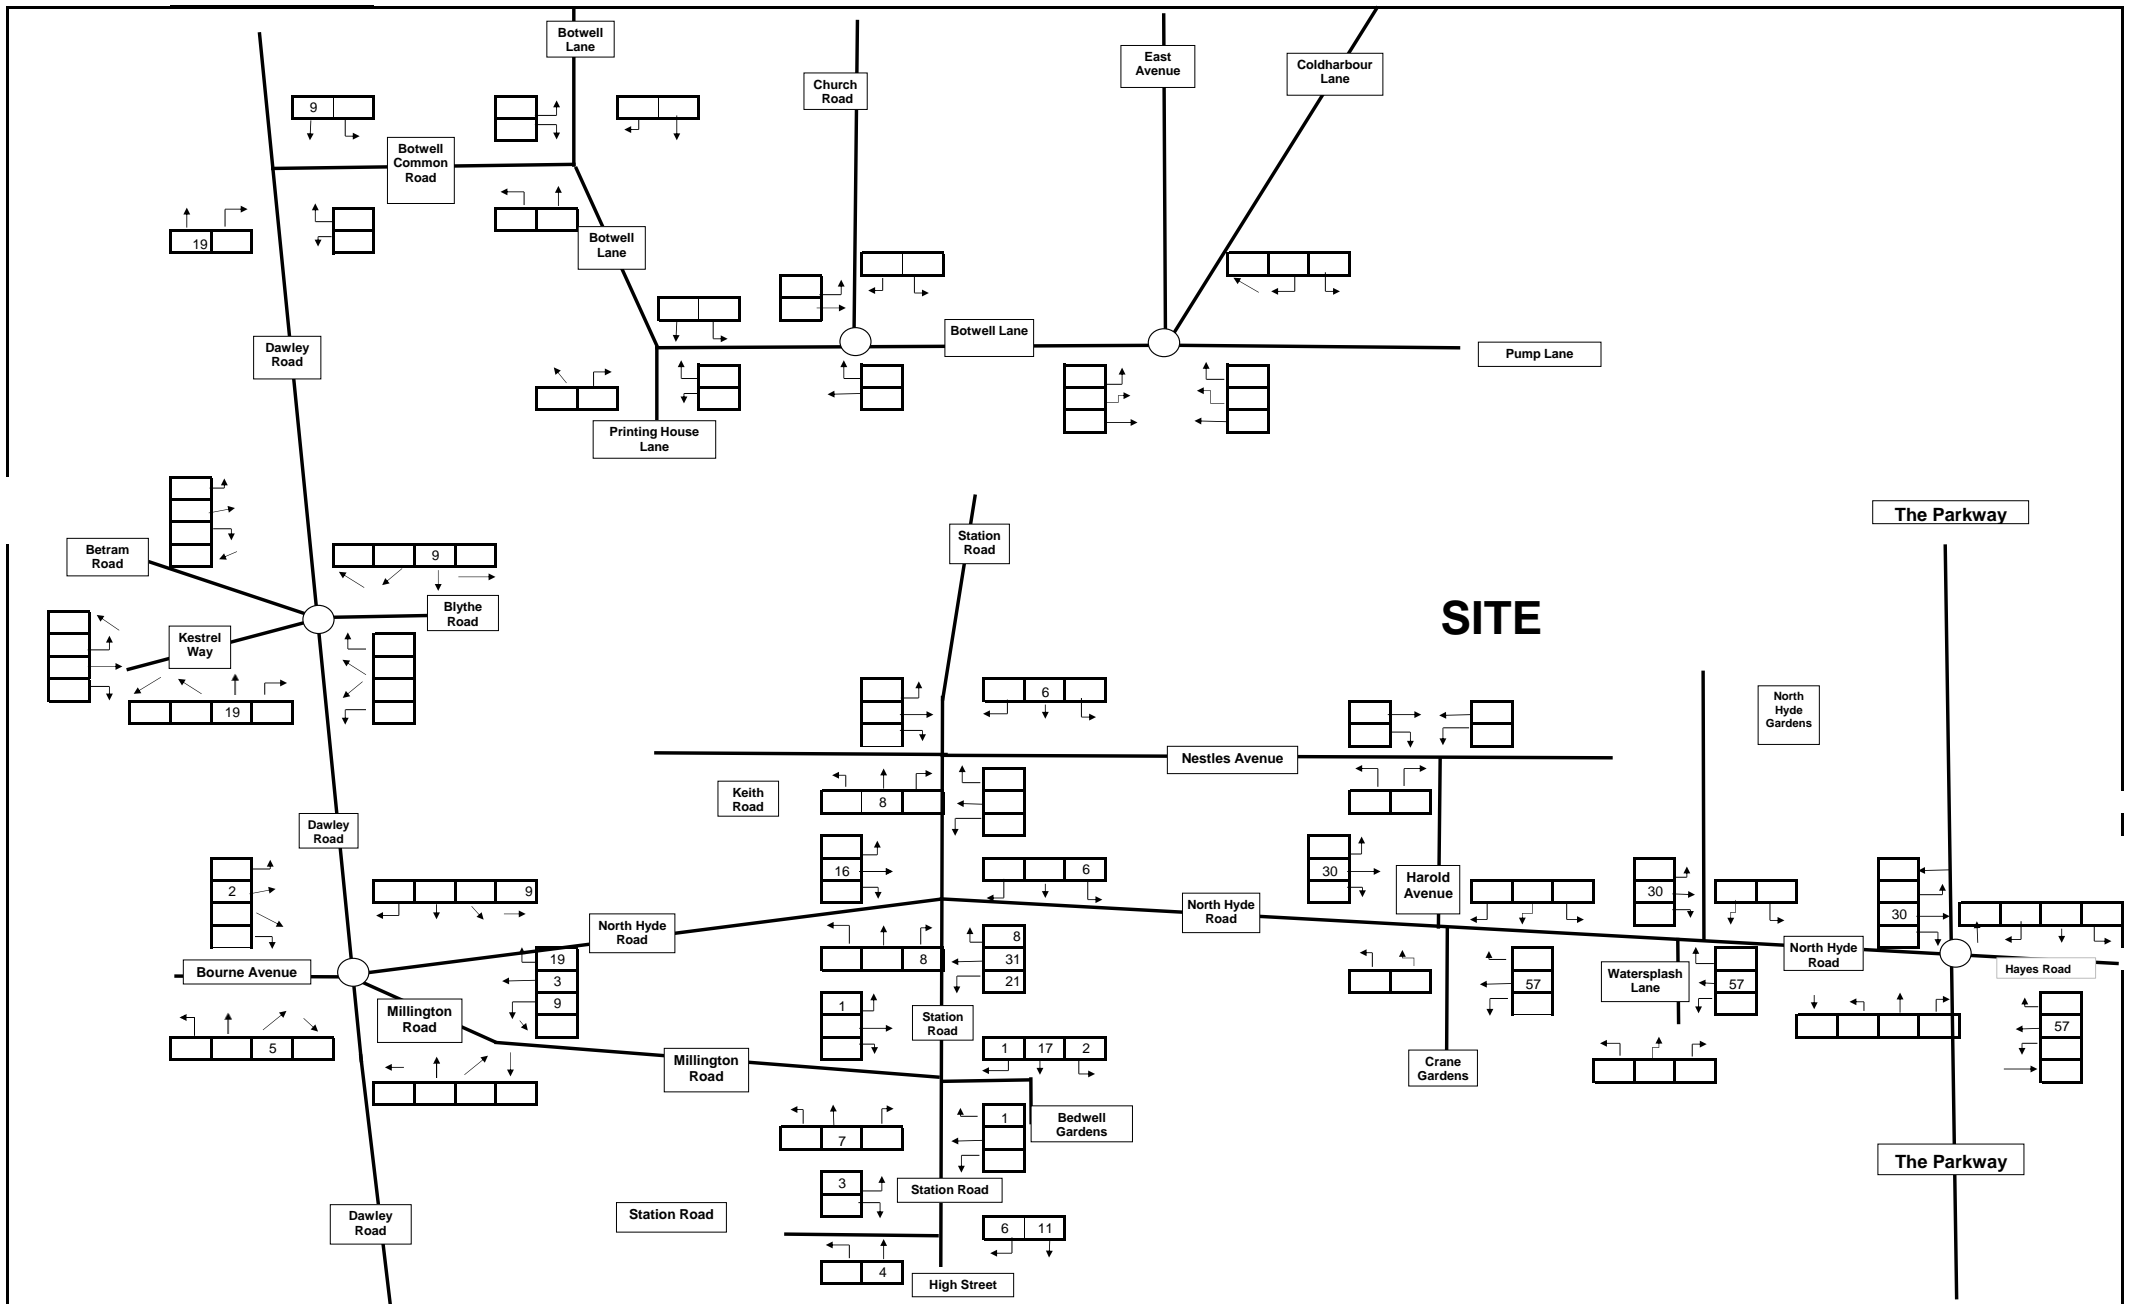 Botwell
Lane
East
Avenue
Coldharbour
Lane
Church
Road
9
Botwell
Common
Road
19
Botwell
Lane
Botwell Lane
Dawley
Road
Pump Lane
Printing House
Lane
The Parkway
Station
Road
Betram
Road
9
Blythe
Road
SITE
Kestrel
Way
19
6
North
Hyde
Gardens
Nestles Avenue
Keith
Road
8
Dawley
Road
16
6
30
Harold
Avenue
2
9
30
30
North Hyde
Road
North Hyde
Road
North Hyde
Road
8
31
21
8
19
3
9
Bourne Avenue
Hayes Road
Watersplash
Lane
57
57
57
Millington
Road
1
Station
Road
5
1 17 2
Millington
Road
Crane
Gardens
1
Bedwell
Gardens
7
The Parkway
3
Station Road
Dawley
Road
Station Road
6 11
4
High Street